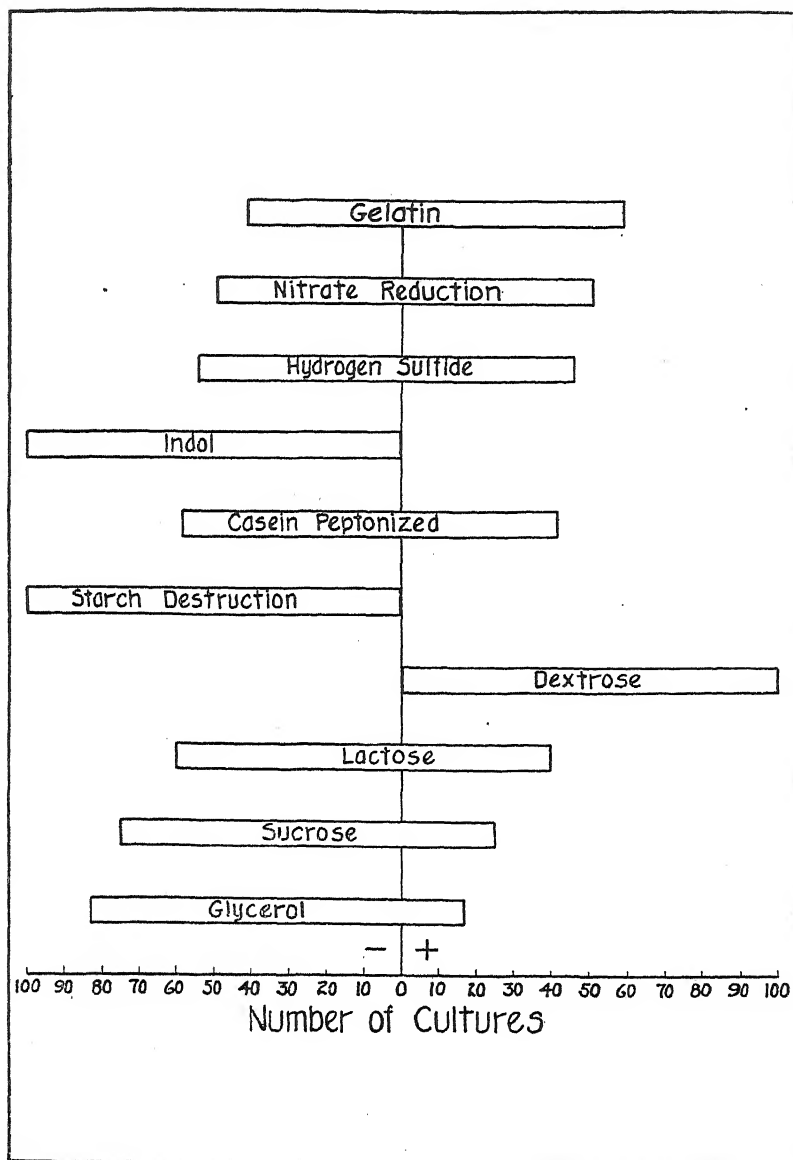 Gelatin
Nitrate Reduction
Hydrogen Sulfide
Indol
Casein Peptonized
Starch Destruction
Dextrose
Lactose
Sucrose
Glycerol
− +
100 90 80 70 60 50 40 30 20 10 0 10 20 30 40 50 60 70 80 90 100
Number of Cultures